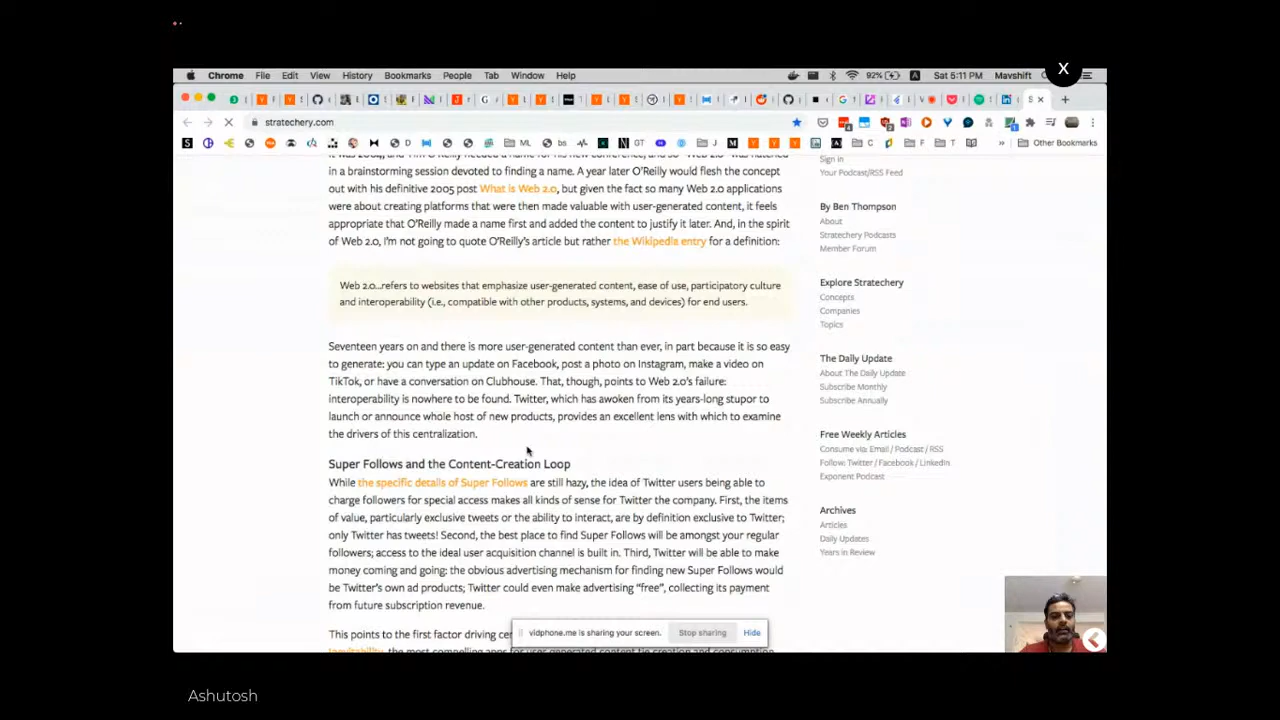 X
Chrome File Edit View History Bookmarks People Tab Window Help 92% Sat 5:11 PM Mavshift
stratechery.com
D ML bs GT J M C F T Other Bookmarks
in a brainstorming session devoted to finding a name. A year later O'Reilly would flesh the concept
out with his definitive 2005 post What is Web 2.0, but given the fact so many Web 2.0 applications
were about creating platforms that were then made valuable with user-generated content, it feels
appropriate that O'Reilly made a name first and added the content to justify it later. And, in the spirit
of Web 2.0, I'm not going to quote O'Reilly's article but rather the Wikipedia entry for a definition:
Web 2.0...refers to websites that emphasize user-generated content, ease of use, participatory culture
and interoperability (i.e., compatible with other products, systems, and devices) for end users.
Seventeen years on and there is more user-generated content than ever, in part because it is so easy
to generate: you can type an update on Facebook, post a photo on Instagram, make a video on
TikTok, or have a conversation on Clubhouse. That, though, points to Web 2.0's failure:
interoperability is nowhere to be found. Twitter, which has awoken from its years-long stupor to
launch or announce whole host of new products, provides an excellent lens with which to examine
the drivers of this centralization.
Super Follows and the Content-Creation Loop
While the specific details of Super Follows are still hazy, the idea of Twitter users being able to
charge followers for special access makes all kinds of sense for Twitter the company. First, the items
of value, particularly exclusive tweets or the ability to interact, are by definition exclusive to Twitter;
only Twitter has tweets! Second, the best place to find Super Follows will be amongst your regular
followers; access to the ideal user acquisition channel is built in. Third, Twitter will be able to make
money coming and going: the obvious advertising mechanism for finding new Super Follows would
be Twitter's own ad products; Twitter could even make advertising "free", collecting its payment
from future subscription revenue.
This points to the first factor driving
Sign in
Your Podcast/RSS Feed
By Ben Thompson
About
Stratechery Podcasts
Member Forum
Explore Stratechery
Concepts
Companies
Topics
The Daily Update
About The Daily Update
Subscribe Monthly
Subscribe Annually
Free Weekly Articles
Consume via: Email / Podcast / RSS
Follow: Twitter / Facebook / LinkedIn
Exponent Podcast
Archives
Articles
Daily Updates
Years in Review
vidphone.me is sharing your screen. Stop sharing Hide
Ashutosh